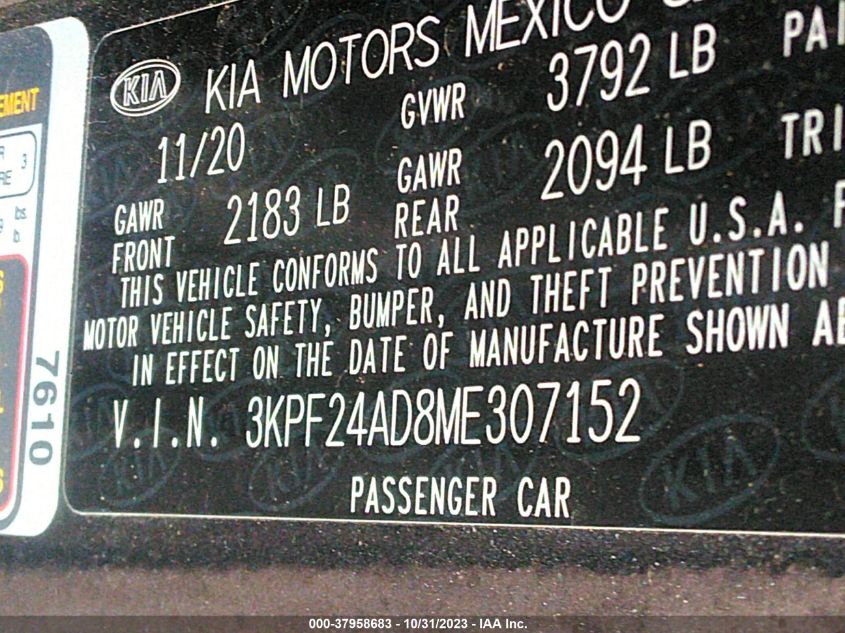 KIA KIA MOTORS MEXICO
11/20 GVWR 3792 LB
GAWR FRONT 2183 LB GAWR REAR 2094 LB
THIS VEHICLE CONFORMS TO ALL APPLICABLE U.S.A.
MOTOR VEHICLE SAFETY, BUMPER, AND THEFT PREVENTION
IN EFFECT ON THE DATE OF MANUFACTURE SHOWN
V.I.N. 3KPF24AD8ME307152
PASSENGER CAR
7610
000-37958683 - 10/31/2023 - IAA Inc.